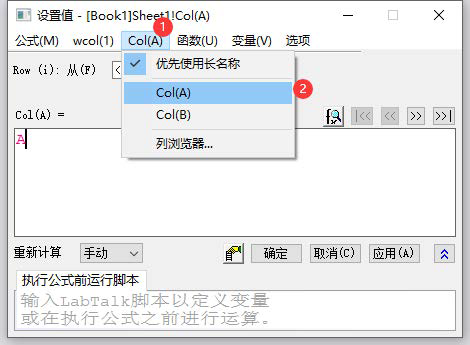 设置值 - [Book1]Sheet1!Col(A)
1
公式(M) wcol(1) Col(A) 函数(U) 变量(V) 选项
优先使用长名称
Row (i): 从(F) <
Col(A) 2
Col(B)
Col(A) =
列浏览器...
A
重新计算 手动 确定 取消(C) 应用(A)
执行公式前运行脚本
输入LabTalk脚本以定义变量
或在执行公式之前进行运算。